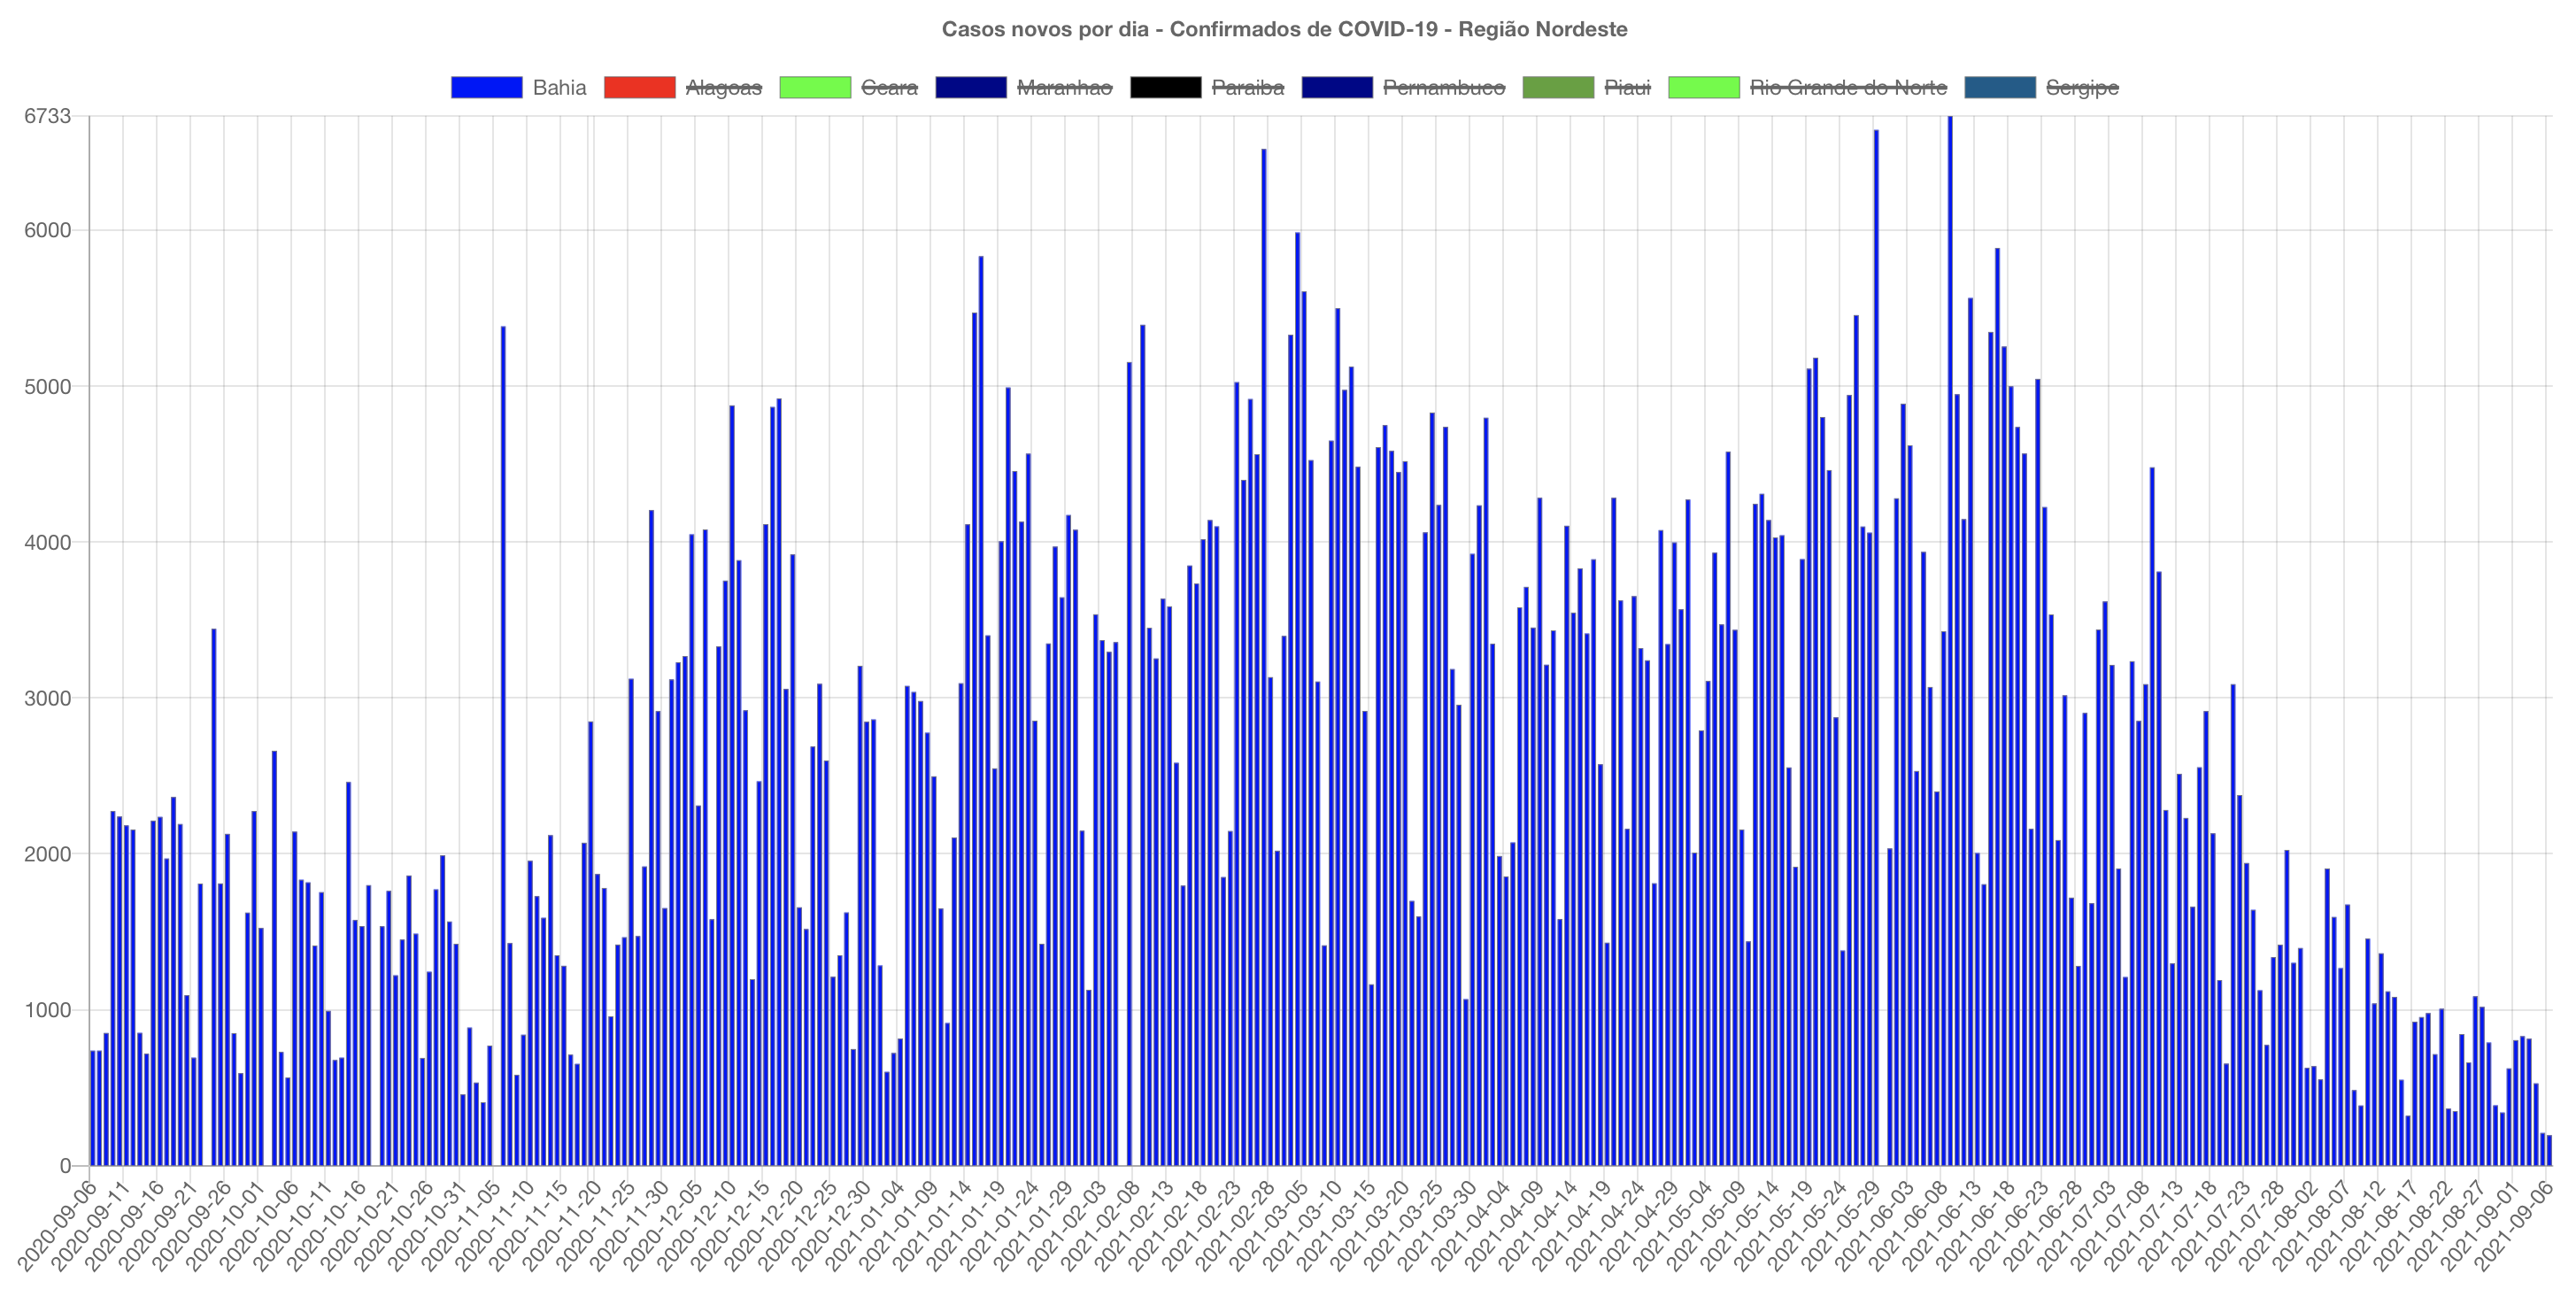 Casos novos por dia - Confirmados de COVID-19 - Região Nordeste
Bahia Alagoas Ceara Maranhao Paraiba Pernambuco Piaui Rio Grande do Norte Sergipe
6733
6000
5000
4000
3000
2000
1000
0
2020-09-06 2020-09-11 2020-09-16 2020-09-21 2020-09-26 2020-10-01 2020-10-06 2020-10-11 2020-10-16 2020-10-21 2020-10-26 2020-10-31 2020-11-05 2020-11-10 2020-11-15 2020-11-20 2020-11-25 2020-11-30 2020-12-05 2020-12-10 2020-12-15 2020-12-20 2020-12-25 2020-12-30 2021-01-04 2021-01-09 2021-01-14 2021-01-19 2021-01-24 2021-01-29 2021-02-03 2021-02-08 2021-02-13 2021-02-18 2021-02-23 2021-02-28 2021-03-05 2021-03-10 2021-03-15 2021-03-20 2021-03-25 2021-03-30 2021-04-04 2021-04-09 2021-04-14 2021-04-19 2021-04-24 2021-04-29 2021-05-04 2021-05-09 2021-05-14 2021-05-19 2021-05-24 2021-05-29 2021-06-03 2021-06-08 2021-06-13 2021-06-18 2021-06-23 2021-06-28 2021-07-03 2021-07-08 2021-07-13 2021-07-18 2021-07-23 2021-07-28 2021-08-02 2021-08-07 2021-08-12 2021-08-17 2021-08-22 2021-08-27 2021-09-01 2021-09-06